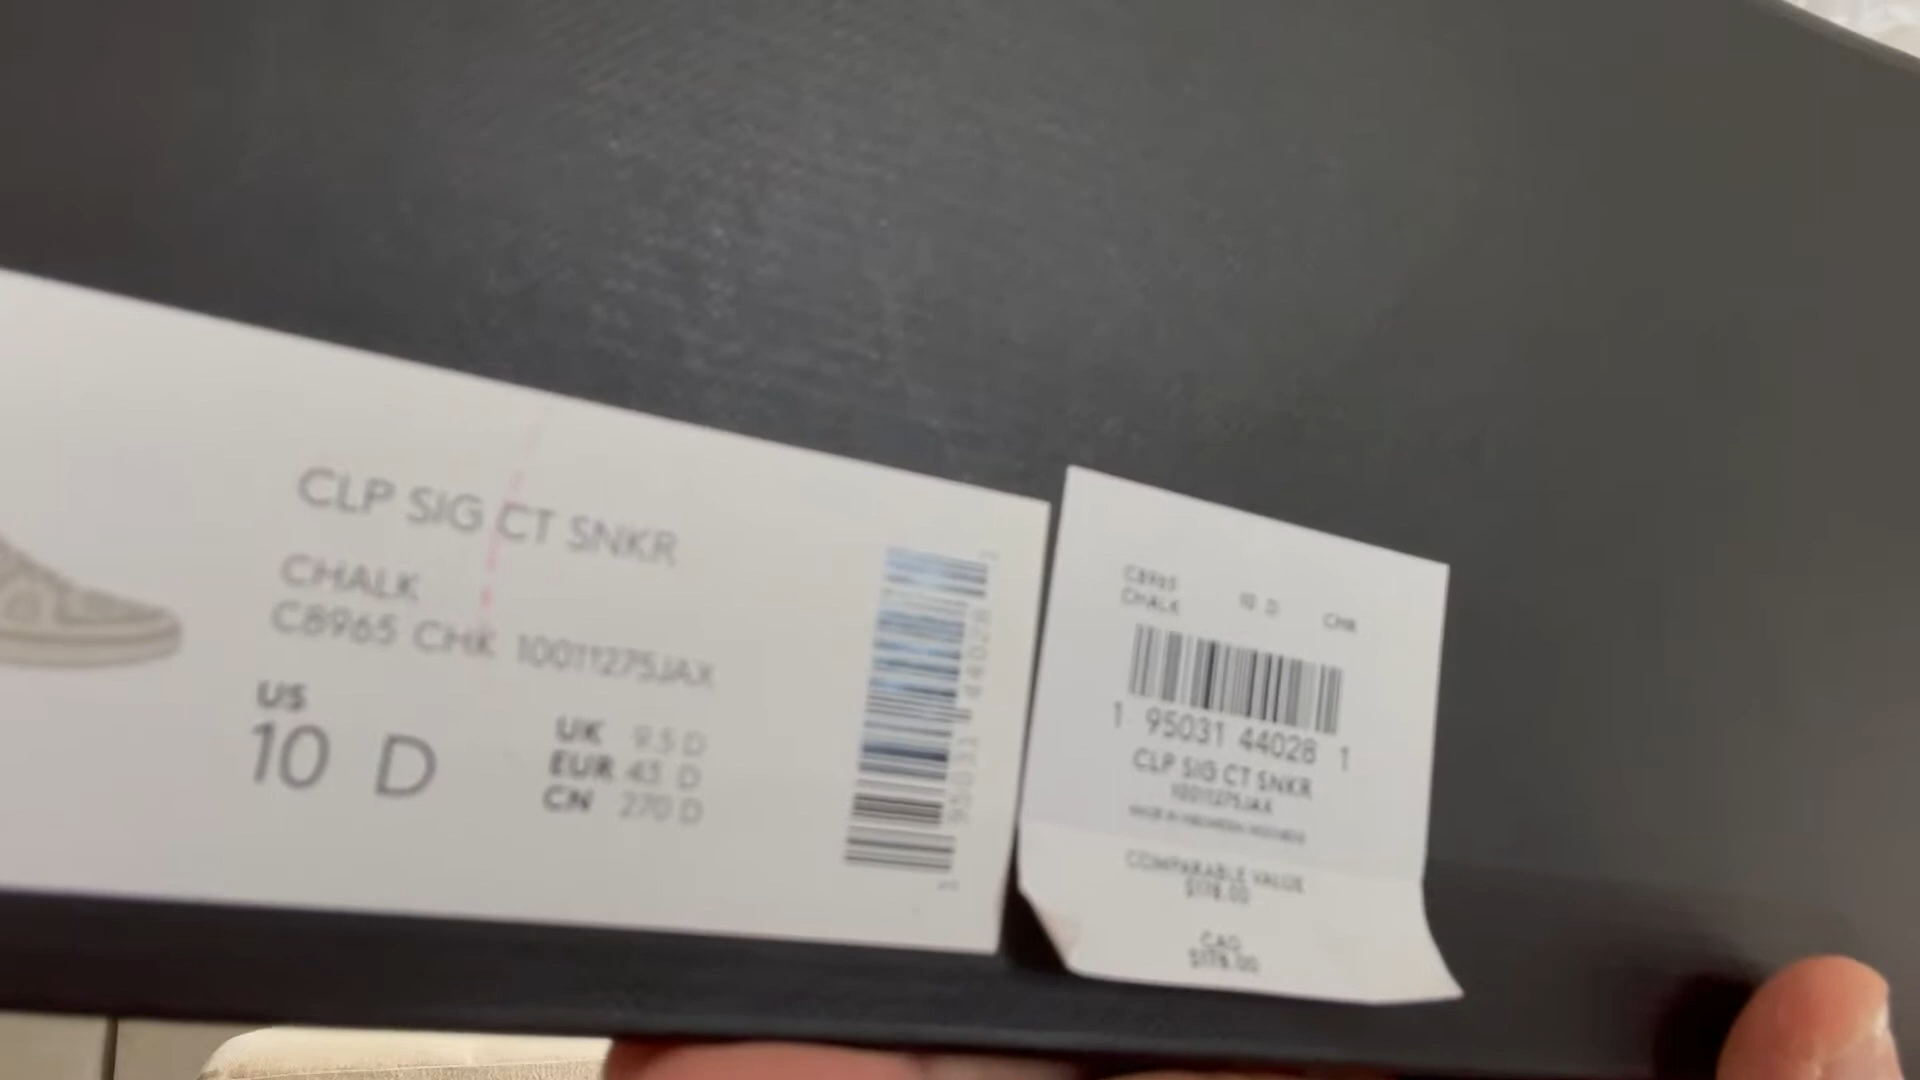 CLP SIG CT SNKR
CHALK
C8965 CHK 10011275JAX
US
10 D
UK 9.5 D
EUR 43 D
CN 270 D
C8965 10 D CHK
CHALK
1 95031 44028 1
CLP SIG CT SNKR
10011275JAX
COMPARABLE VALUE
CAD